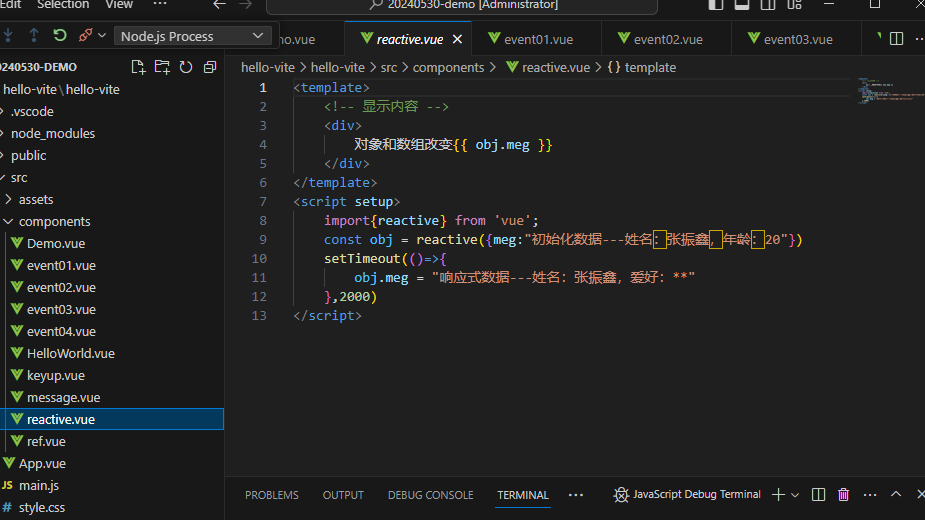 Edit Selection View ··· 20240530-demo [Administrator]
Node.js Process mo.vue reactive.vue event01.vue event02.vue event03.vue
20240530-DEMO
hello-vite > hello-vite > src > components > reactive.vue > {} template
hello-vite\hello-vite
.vscode
node_modules
public
src
assets
components
Demo.vue
event01.vue
event02.vue
event03.vue
event04.vue
HelloWorld.vue
keyup.vue
message.vue
reactive.vue
ref.vue
App.vue
JS main.js
# style.css
1 <template>
2 <!-- 显示内容 -->
3 <div>
4 对象和数组改变{{ obj.meg }}
5 </div>
6 </template>
7 <script setup>
8 import{reactive} from 'vue';
9 const obj = reactive({meg:"初始化数据---姓名：张振鑫，年龄：20"})
10 setTimeout(()=>{
11 obj.meg = "响应式数据---姓名：张振鑫，爱好：**"
12 },2000)
13 </script>
PROBLEMS OUTPUT DEBUG CONSOLE TERMINAL ··· JavaScript Debug Terminal